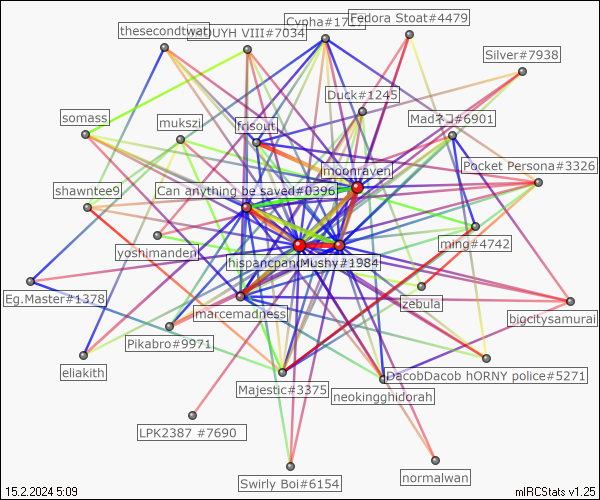 Fedora Stoat#4479
Cypha#1717
thesecondtwat
OUYH VIII#7034
Silver#7938
Duck#1245
somass
mukszi
frisout
Madネコ#6901
moonraven
Pocket Persona#3326
shawntee9
Can anything be saved#0396
yoshimanden
ming#4742
hispancpan
Mushy#1984
Eg.Master#1378
zebula
marcemadness
bigcitysamurai
Pikabro#9971
eliakith
DacobDacob hORNY police#5271
Majestic#3375
neokingghidorah
LPK2387 #7690
normalwan
Swirly Boi#6154
15.2.2024 5:09
mIRCStats v1.25